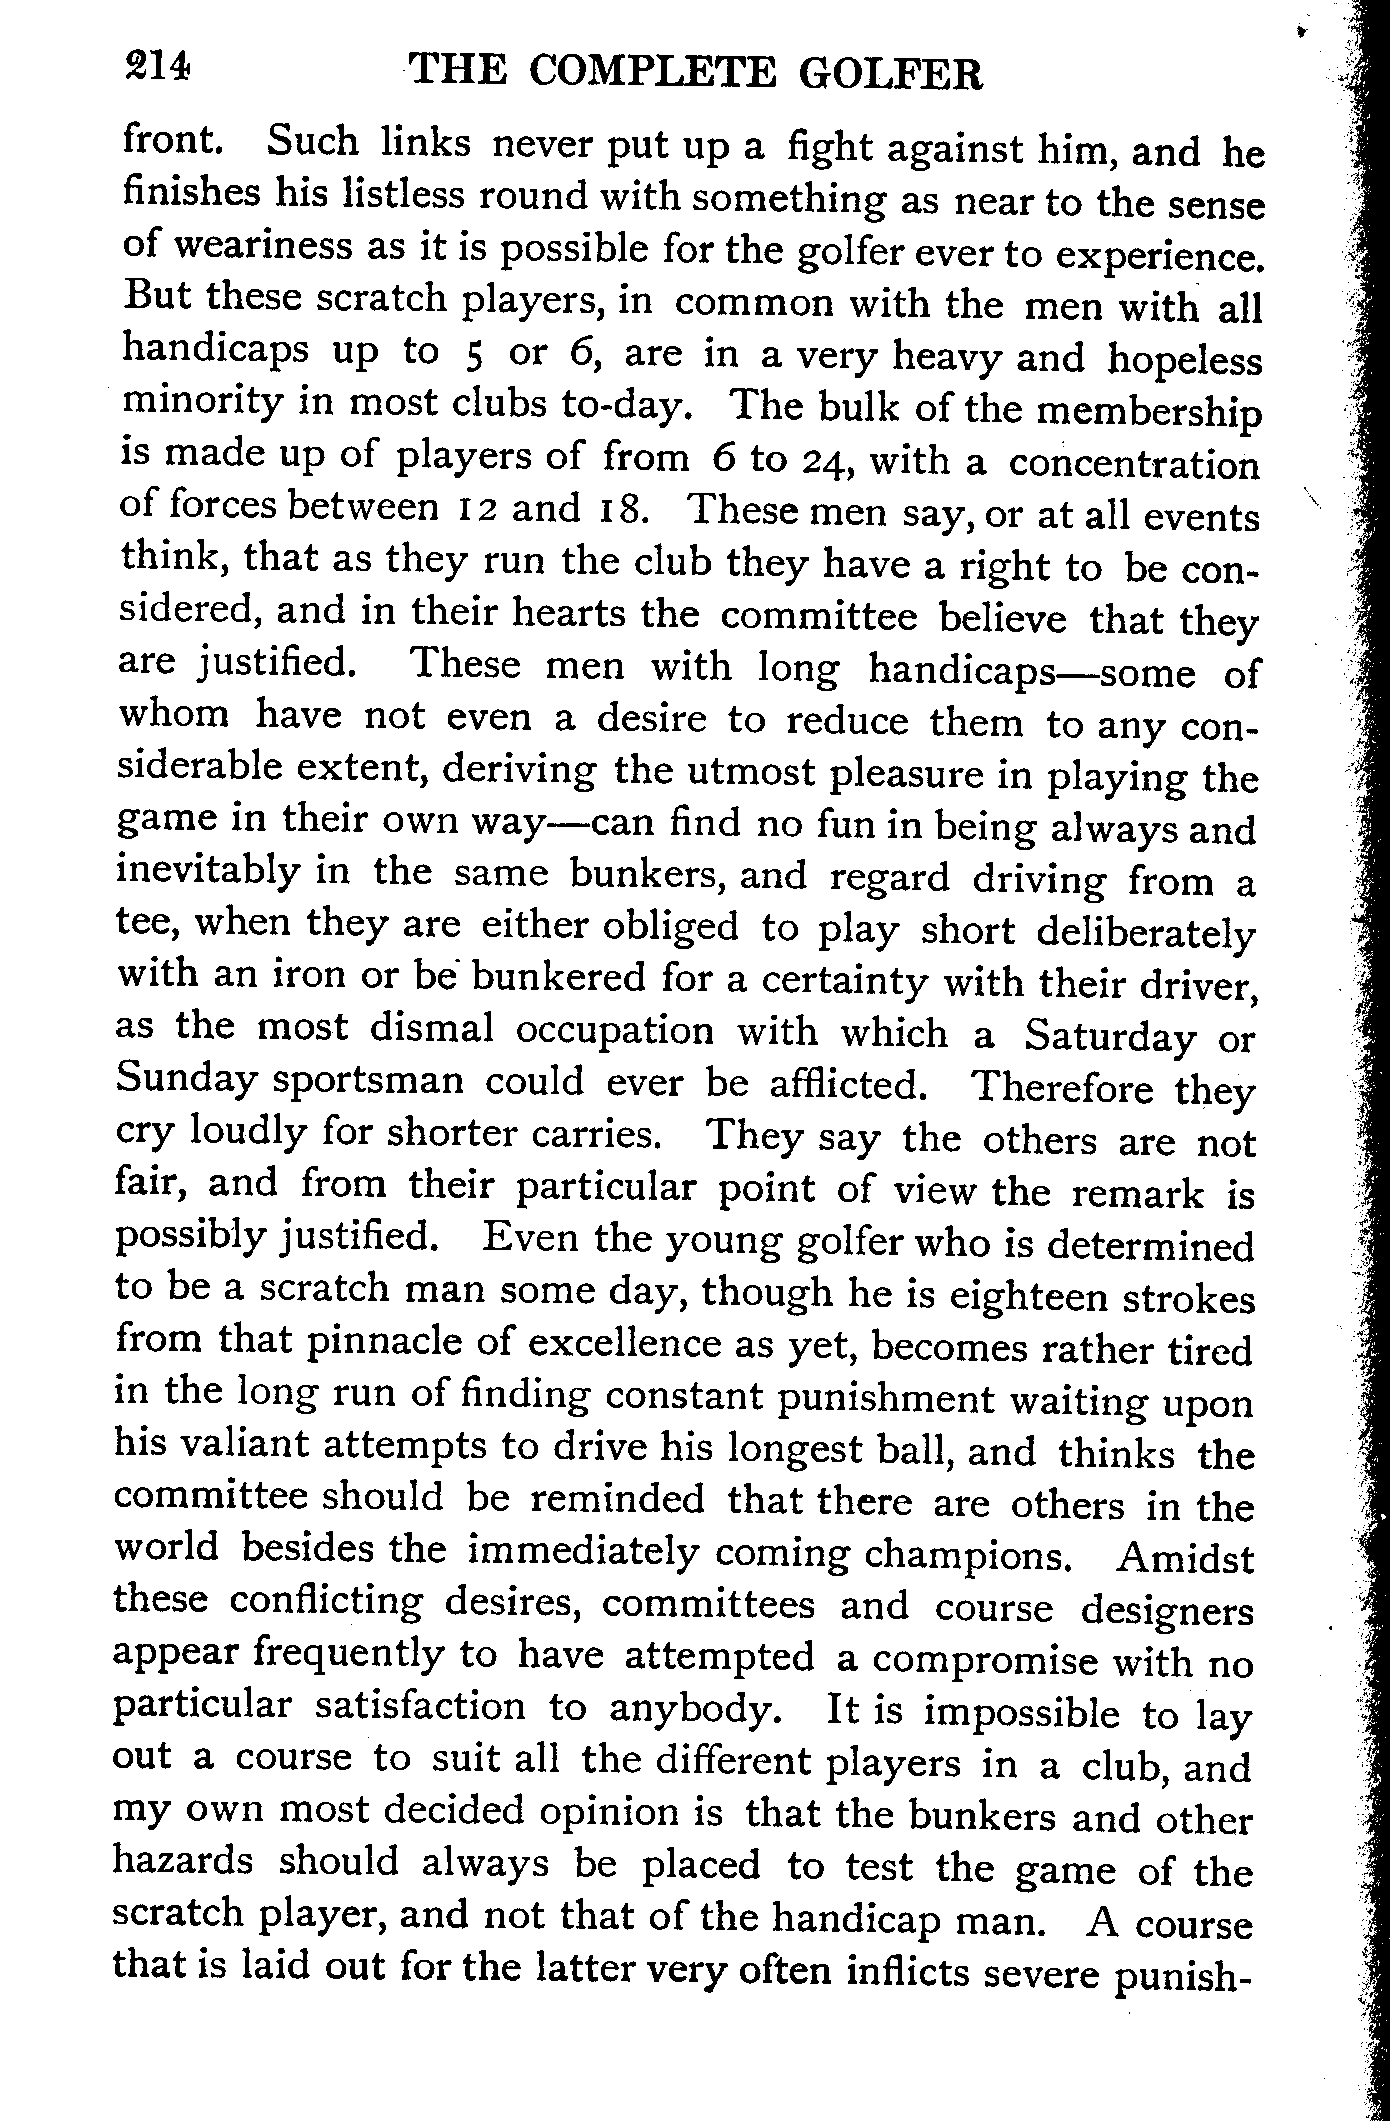 214 THE COMPLETE GOLFER
front. Such links never put up a fight against him, and he
finishes his listless round with something as near to the sense
of weariness as it is possible for the golfer ever to experience.
But these scratch players, in common with the men with all
handicaps up to 5 or 6, are in a very heavy and hopeless
minority in most clubs to-day. The bulk of the membership
is made up of players of from 6 to 24, with a concentration
of forces between 12 and 18. These men say, or at all events
think, that as they run the club they have a right to be con-
sidered, and in their hearts the committee believe that they
are justified. These men with long handicaps—some of
whom have not even a desire to reduce them to any con-
siderable extent, deriving the utmost pleasure in playing the
game in their own way—can find no fun in being always and
inevitably in the same bunkers, and regard driving from a
tee, when they are either obliged to play short deliberately
with an iron or be bunkered for a certainty with their driver,
as the most dismal occupation with which a Saturday or
Sunday sportsman could ever be afflicted. Therefore they
cry loudly for shorter carries. They say the others are not
fair, and from their particular point of view the remark is
possibly justified. Even the young golfer who is determined
to be a scratch man some day, though he is eighteen strokes
from that pinnacle of excellence as yet, becomes rather tired
in the long run of finding constant punishment waiting upon
his valiant attempts to drive his longest ball, and thinks the
committee should be reminded that there are others in the
world besides the immediately coming champions. Amidst
these conflicting desires, committees and course designers
appear frequently to have attempted a compromise with no
particular satisfaction to anybody. It is impossible to lay
out a course to suit all the different players in a club, and
my own most decided opinion is that the bunkers and other
hazards should always be placed to test the game of the
scratch player, and not that of the handicap man. A course
that is laid out for the latter very often inflicts severe punish-